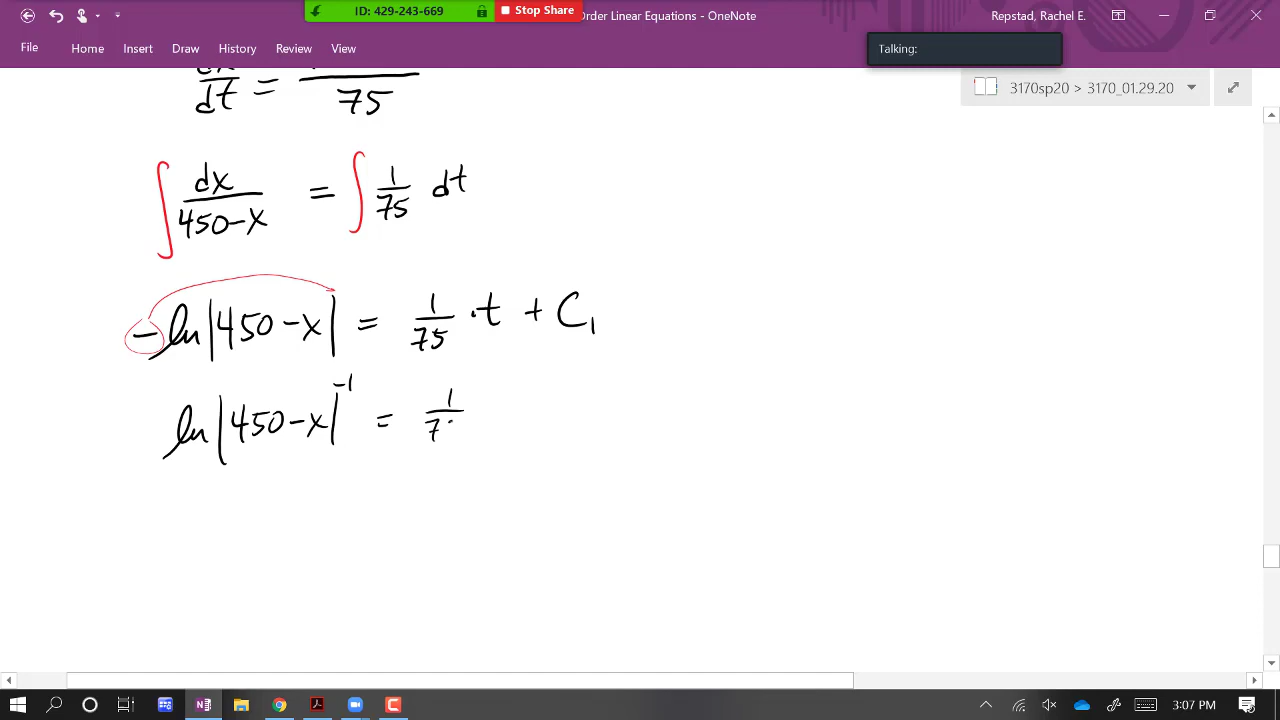 ID: 429-243-669 Stop Share
Order Linear Equations - OneNote
Repstad, Rachel E.
File Home Insert Draw History Review View
Talking:
3170sp20 > 3170_01.29.20
dt = 75
∫ dx/(450-x) = ∫ 1/75 dt
-ln|450-x| = 1/75 · t + C₁
ln|450-x|⁻¹ = 1/7
3:07 PM